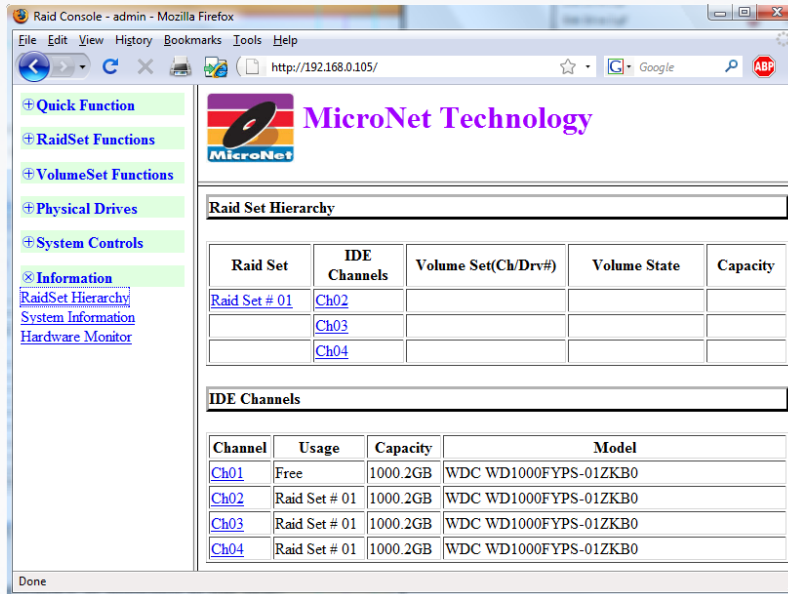 Raid Console - admin - Mozilla Firefox
File Edit View History Bookmarks Tools Help
http://192.168.0.105/
G Google
ABP
Quick Function
RaidSet Functions
VolumeSet Functions
Physical Drives
System Controls
Information
RaidSet Hierarchy
System Information
Hardware Monitor
MicroNet
MicroNet Technology
Raid Set Hierarchy
Raid Set IDE Channels Volume Set(Ch/Drv#) Volume State Capacity
Raid Set # 01 Ch02
Ch03
Ch04
IDE Channels
Channel Usage Capacity Model
Ch01 Free 1000.2GB WDC WD1000FYPS-01ZKB0
Ch02 Raid Set # 01 1000.2GB WDC WD1000FYPS-01ZKB0
Ch03 Raid Set # 01 1000.2GB WDC WD1000FYPS-01ZKB0
Ch04 Raid Set # 01 1000.2GB WDC WD1000FYPS-01ZKB0
Done